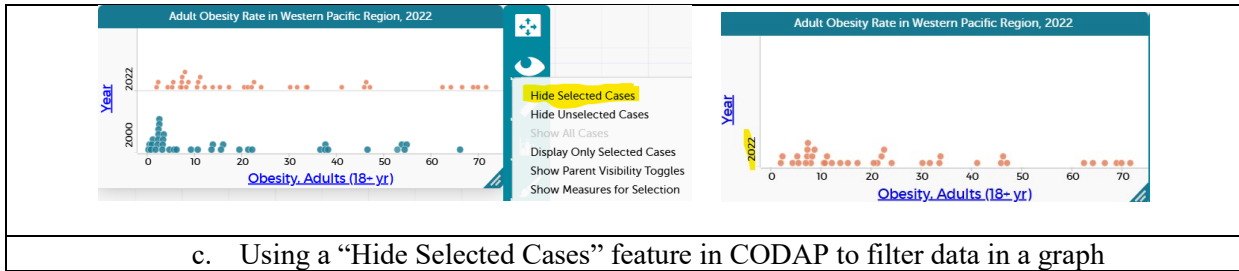 Adult Obesity Rate in Western Pacific Region, 2022
Year
2022
2000
0 10 20 30 40 50 60 70
Obesity, Adults (18+ yr)
Hide Selected Cases
Hide Unselected Cases
Show All Cases
Display Only Selected Cases
Show Parent Visibility Toggles
Show Measures for Selection
Adult Obesity Rate in Western Pacific Region, 2022
Year
2022
0 10 20 30 40 50 60 70
Obesity, Adults (18+ yr)
c. Using a “Hide Selected Cases” feature in CODAP to filter data in a graph